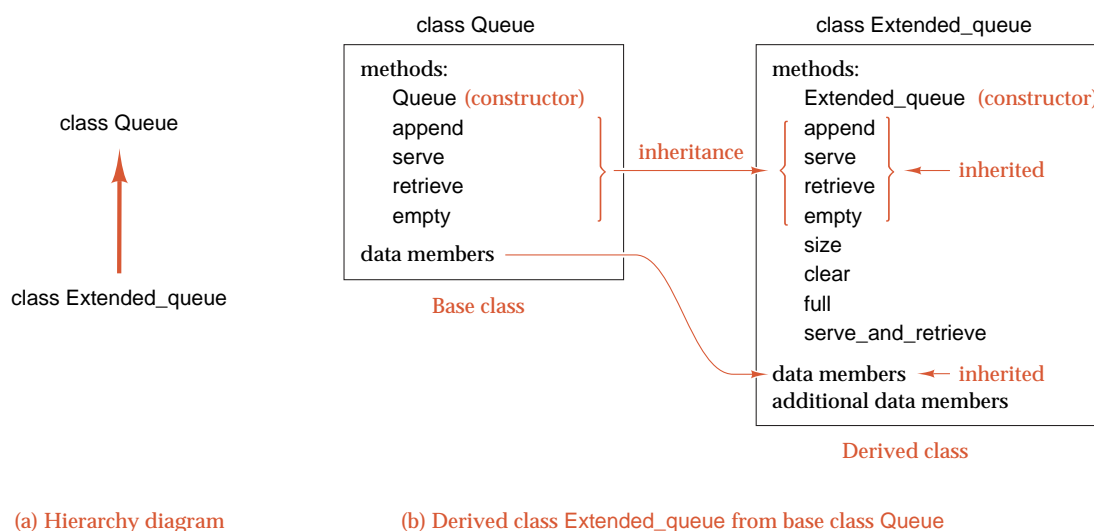 class Queue
class Extended_queue
(a) Hierarchy diagram
class Queue
methods:
Queue (constructor)
append
serve
retrieve
empty
data members
Base class
inheritance
class Extended_queue
methods:
Extended_queue (constructor)
append
serve
retrieve
empty
inherited
size
clear
full
serve_and_retrieve
data members
inherited
additional data members
Derived class
(b) Derived class Extended_queue from base class Queue